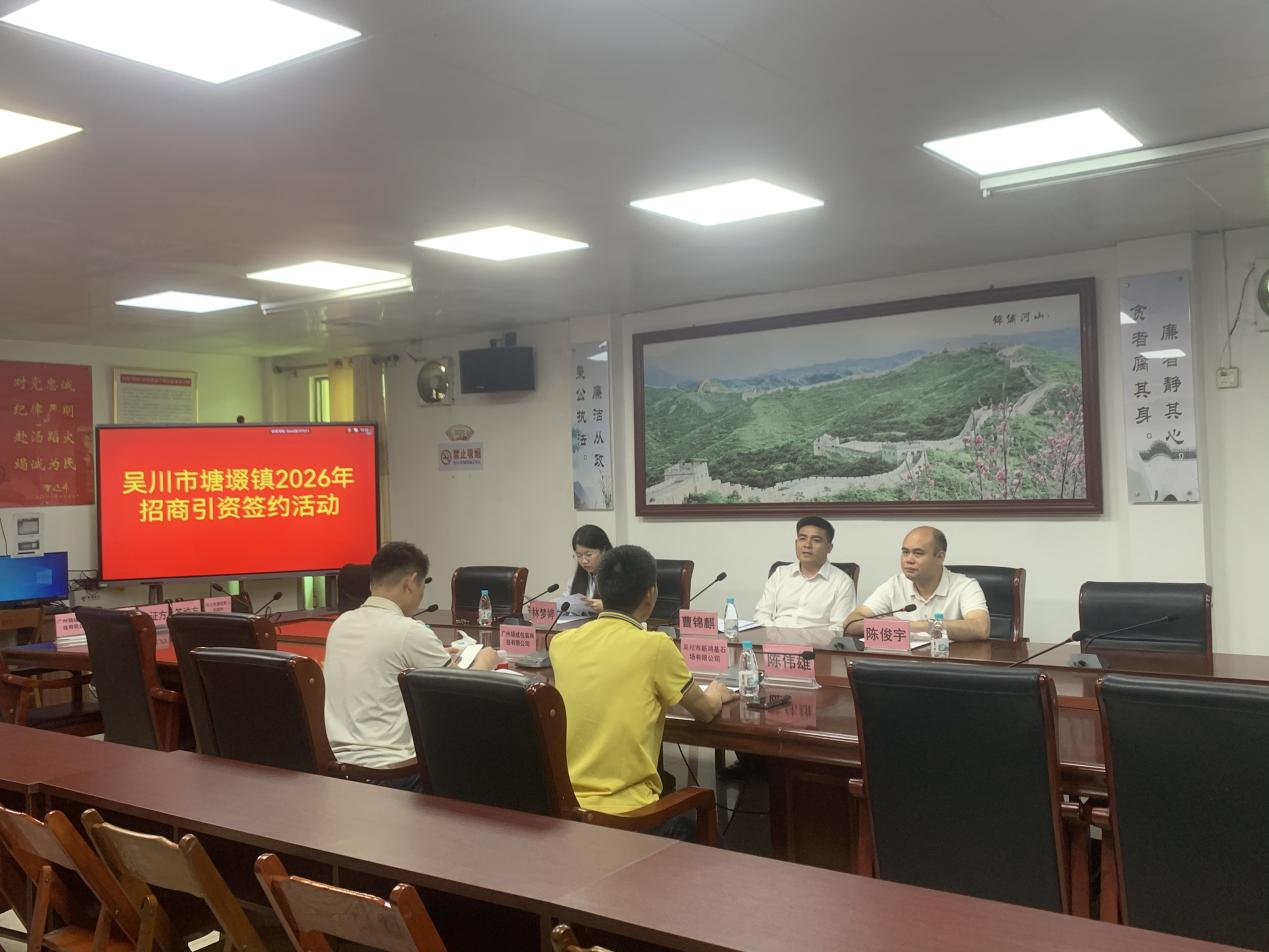 对党忠诚
纪律严明
赴汤蹈火
竭诚为民
吴川市塘㙍镇2026年
招商引资签约活动
禁止吸烟
廉洁从政
秉公执法。
锦绣河山
廉者静其心
贪者腐其身。
林梦婷
曹锦麒
陈俊宇
陈伟雄
吴川市新鸿基石
场有限公司